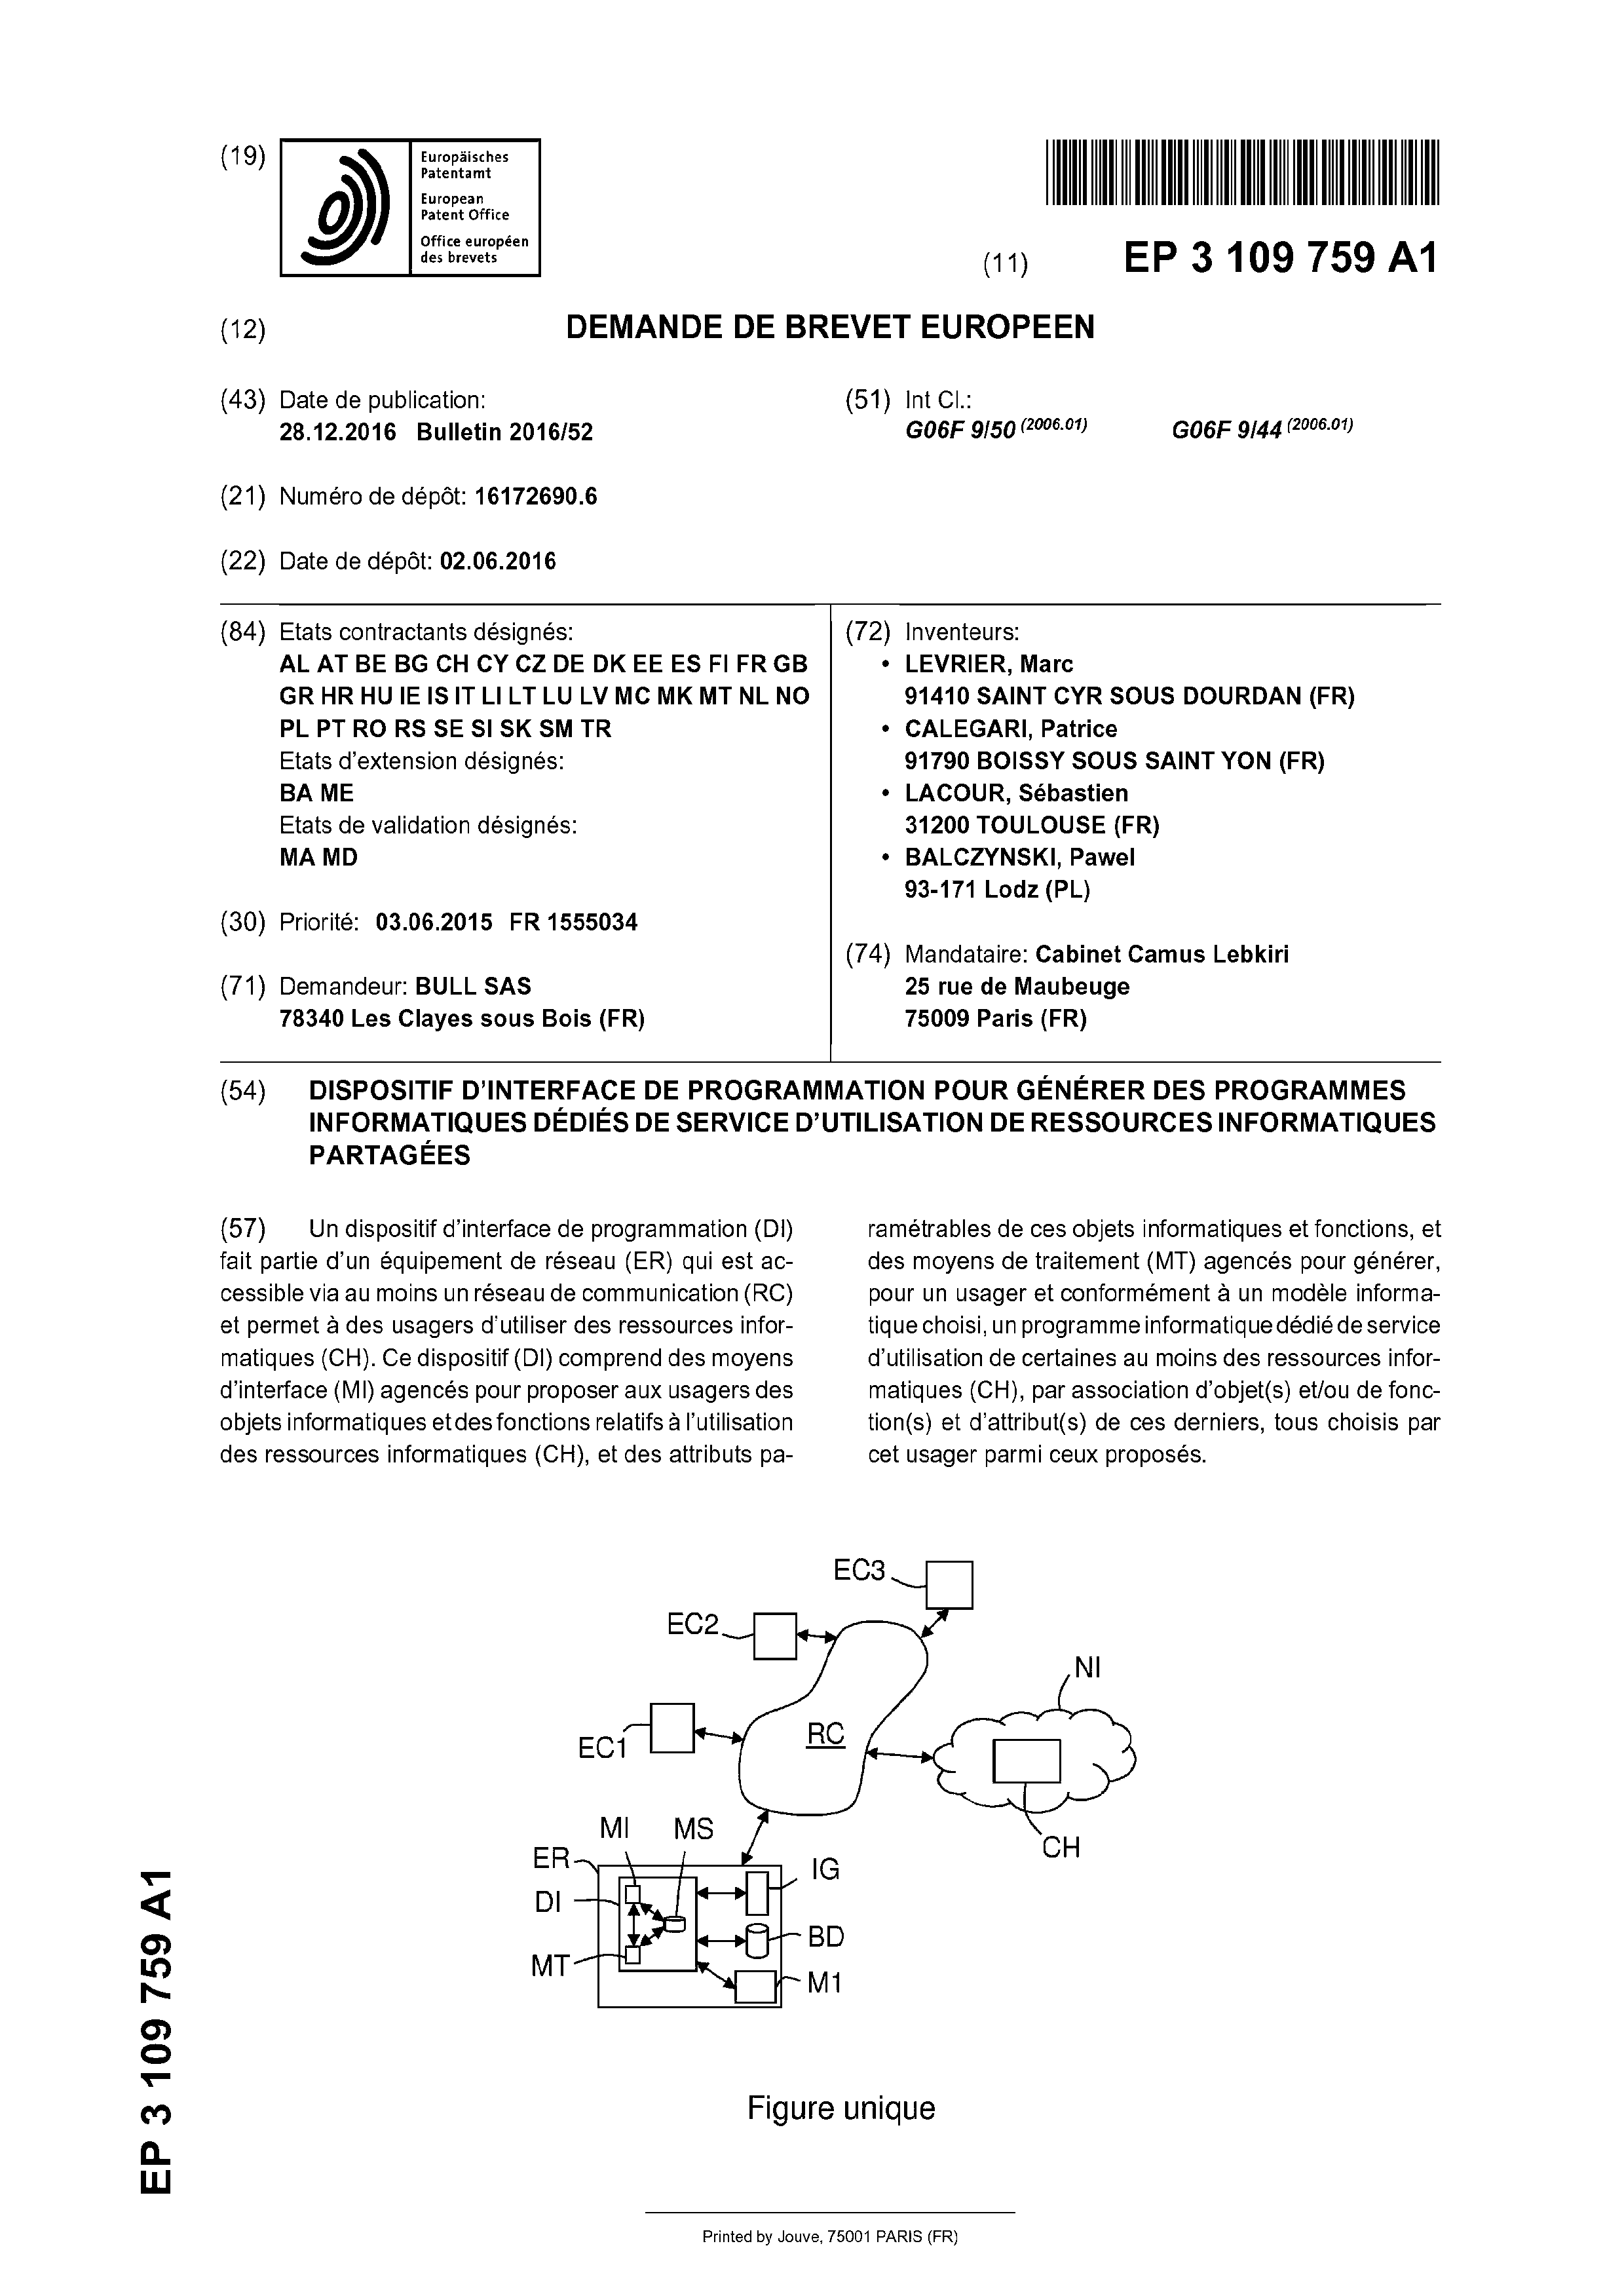 (19)
Europäisches
Patentamt
European
Patent Office
Office européen
des brevets
(11) EP 3 109 759 A1
(12) DEMANDE DE BREVET EUROPEEN
(43) Date de publication:
28.12.2016 Bulletin 2016/52
(51) Int Cl.:
G06F 9/50 (2006.01) G06F 9/44 (2006.01)
(21) Numéro de dépôt: 16172690.6
(22) Date de dépôt: 02.06.2016
(84) Etats contractants désignés:
AL AT BE BG CH CY CZ DE DK EE ES FI FR GB
GR HR HU IE IS IT LI LT LU LV MC MK MT NL NO
PL PT RO RS SE SI SK SM TR
Etats d'extension désignés:
BA ME
Etats de validation désignés:
MA MD
(30) Priorité: 03.06.2015 FR 1555034
(71) Demandeur: BULL SAS
78340 Les Clayes sous Bois (FR)
(72) Inventeurs:
• LEVRIER, Marc
91410 SAINT CYR SOUS DOURDAN (FR)
• CALEGARI, Patrice
91790 BOISSY SOUS SAINT YON (FR)
• LACOUR, Sébastien
31200 TOULOUSE (FR)
• BALCZYNSKI, Pawel
93-171 Lodz (PL)
(74) Mandataire: Cabinet Camus Lebkiri
25 rue de Maubeuge
75009 Paris (FR)
(54) DISPOSITIF D'INTERFACE DE PROGRAMMATION POUR GÉNÉRER DES PROGRAMMES
INFORMATIQUES DÉDIÉS DE SERVICE D'UTILISATION DE RESSOURCES INFORMATIQUES
PARTAGÉES
(57) Un dispositif d'interface de programmation (DI)
fait partie d'un équipement de réseau (ER) qui est ac-
cessible via au moins un réseau de communication (RC)
et permet à des usagers d'utiliser des ressources infor-
matiques (CH). Ce dispositif (DI) comprend des moyens
d'interface (MI) agencés pour proposer aux usagers des
objets informatiques et des fonctions relatifs à l'utilisation
des ressources informatiques (CH), et des attributs pa-
ramétrables de ces objets informatiques et fonctions, et
des moyens de traitement (MT) agencés pour générer,
pour un usager et conformément à un modèle informa-
tique choisi, un programme informatique dédié de service
d'utilisation de certaines au moins des ressources infor-
matiques (CH), par association d'objet(s) et/ou de fonc-
tion(s) et d'attribut(s) de ces derniers, tous choisis par
cet usager parmi ceux proposés.
EC3
EC2
NI
RC
EC1
MI MS
CH
ER
IG
DI
BD
MT
M1
Figure unique
EP 3 109 759 A1
Printed by Jouve, 75001 PARIS (FR)